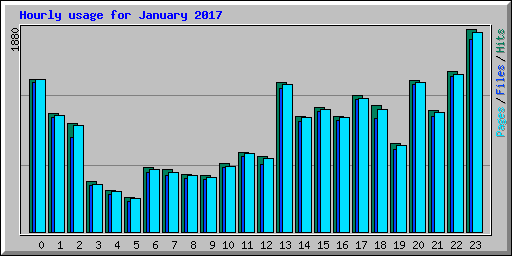 Hourly usage for January 2017
1880
Pages/Files/Hits
0 1 2 3 4 5 6 7 8 9 10 11 12 13 14 15 16 17 18 19 20 21 22 23